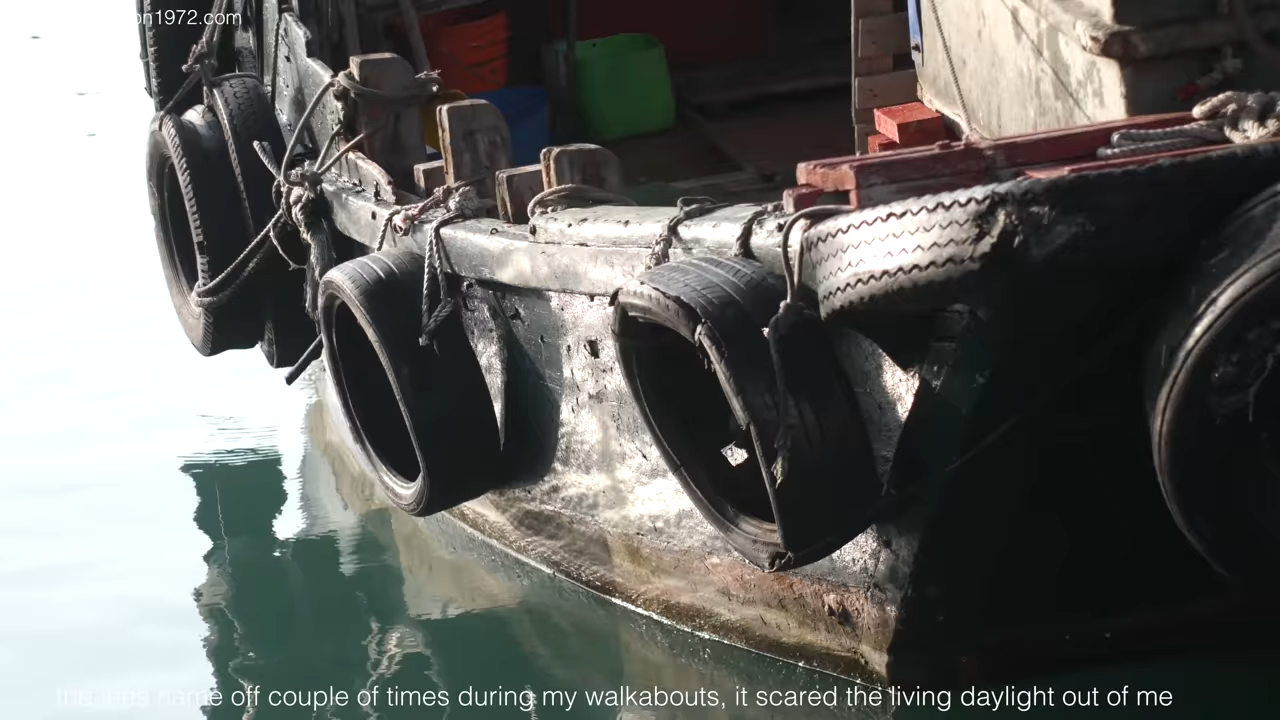 on1972.com
name off couple of times during my walkabouts, it scared the living daylight out of me